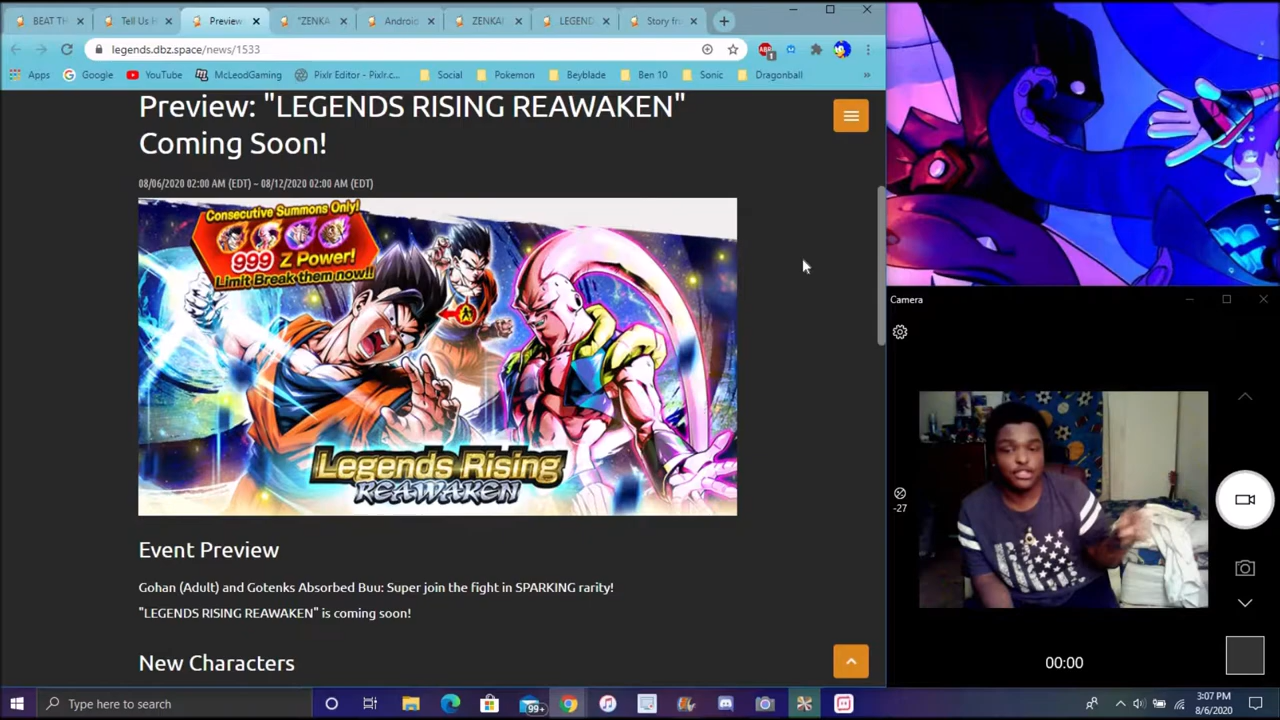 BEAT TH
Tell Us H
Preview:
"ZENKA
Android
ZENKAI
LEGEND
Story fro
legends.dbz.space/news/1533
ABP
1
Apps
Google
YouTube
McLeodGaming
Pixlr Editor - Pixlr.c...
Social
Pokemon
Beyblade
Ben 10
Sonic
Dragonball
»
Preview: "LEGENDS RISING REAWAKEN"
Coming Soon!
08/06/2020 02:00 AM (EDT) ~ 08/12/2020 02:00 AM (EDT)
Consecutive Summons Only!
999 Z Power!
Limit Break them now!!
Legends Rising
REAWAKEN
Event Preview
Gohan (Adult) and Gotenks Absorbed Buu: Super join the fight in SPARKING rarity!
"LEGENDS RISING REAWAKEN" is coming soon!
New Characters
Camera
-27
00:00
Type here to search
99+
3:07 PM
8/6/2020